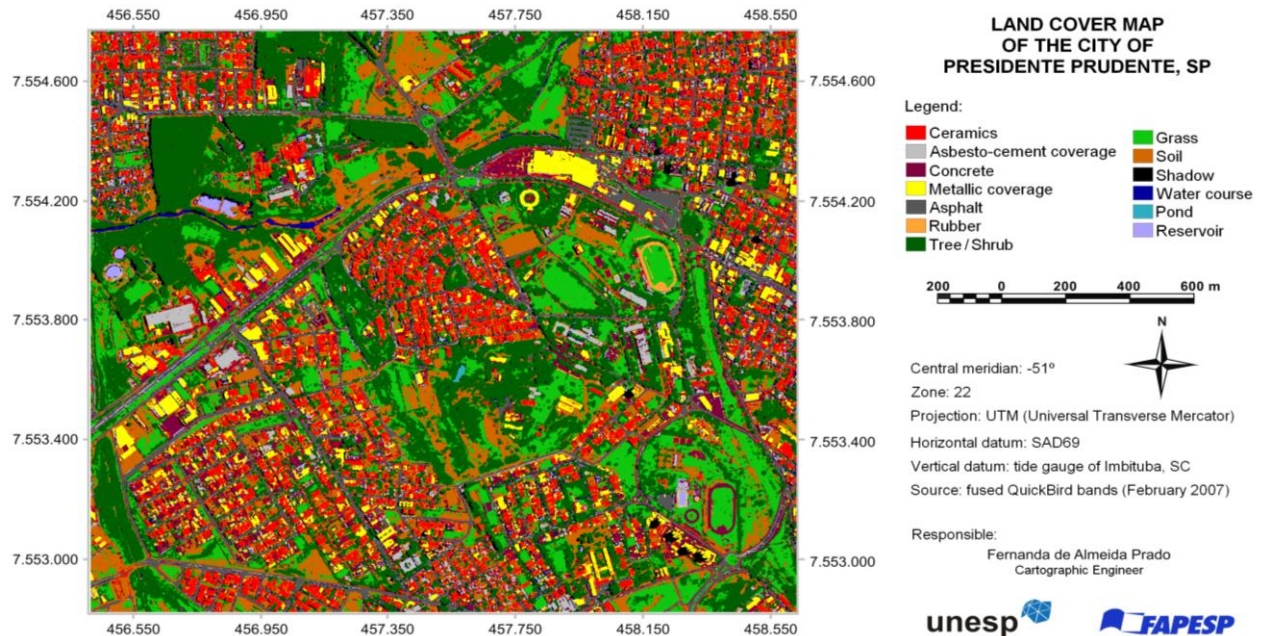 456.550 456.950 457.350 457.750 458.150 458.550
7.554.600 7.554.600
7.554.200 7.554.200
7.553.800 7.553.800
7.553.400 7.553.400
7.553.000 7.553.000
456.550 456.950 457.350 457.750 458.150 458.550
LAND COVER MAP
OF THE CITY OF
PRESIDENTE PRUDENTE, SP
Legend:
Ceramics
Asbesto-cement coverage
Concrete
Metallic coverage
Asphalt
Rubber
Tree/Shrub
Grass
Soil
Shadow
Water course
Pond
Reservoir
200 0 200 400 600 m
N
Central meridian: -51º
Zone: 22
Projection: UTM (Universal Transverse Mercator)
Horizontal datum: SAD69
Vertical datum: tide gauge of Imbituba, SC
Source: fused QuickBird bands (February 2007)
Responsible:
Fernanda de Almeida Prado
Cartographic Engineer
unesp FAPESP